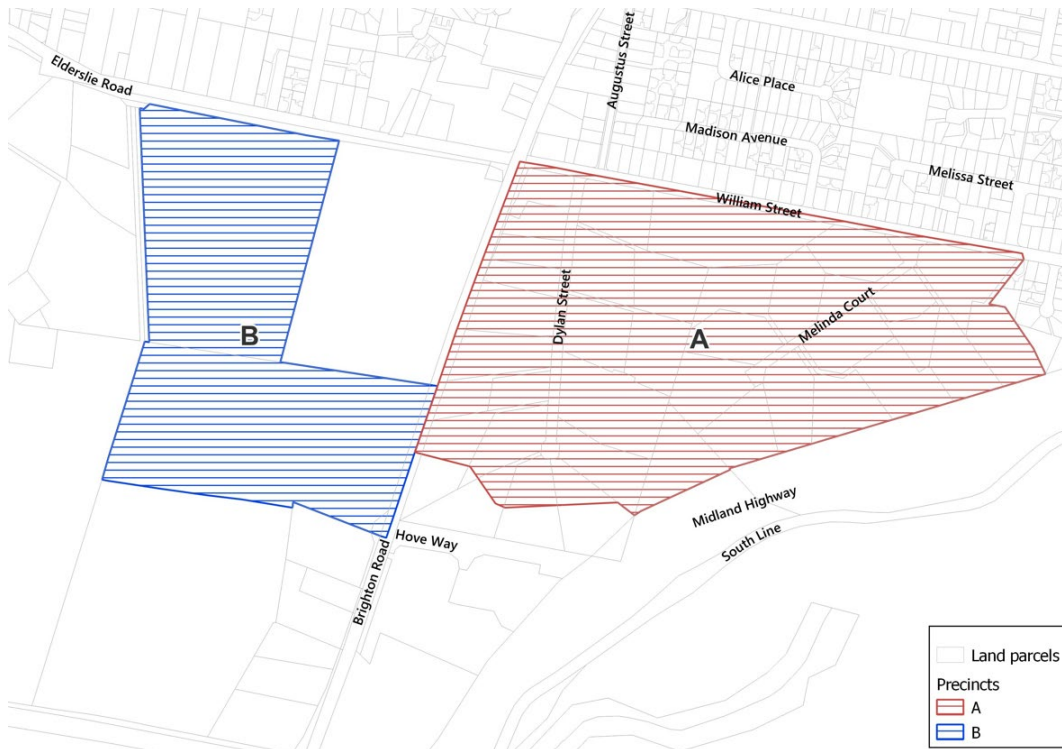 Elderslie Road
Augustus Street
Alice Place
Madison Avenue
Melissa Street
William Street
Dylan Street
Melinda Court
B
A
Midland Highway
South Line
Hove Way
Brighton Road
Land parcels
Precincts
A
B